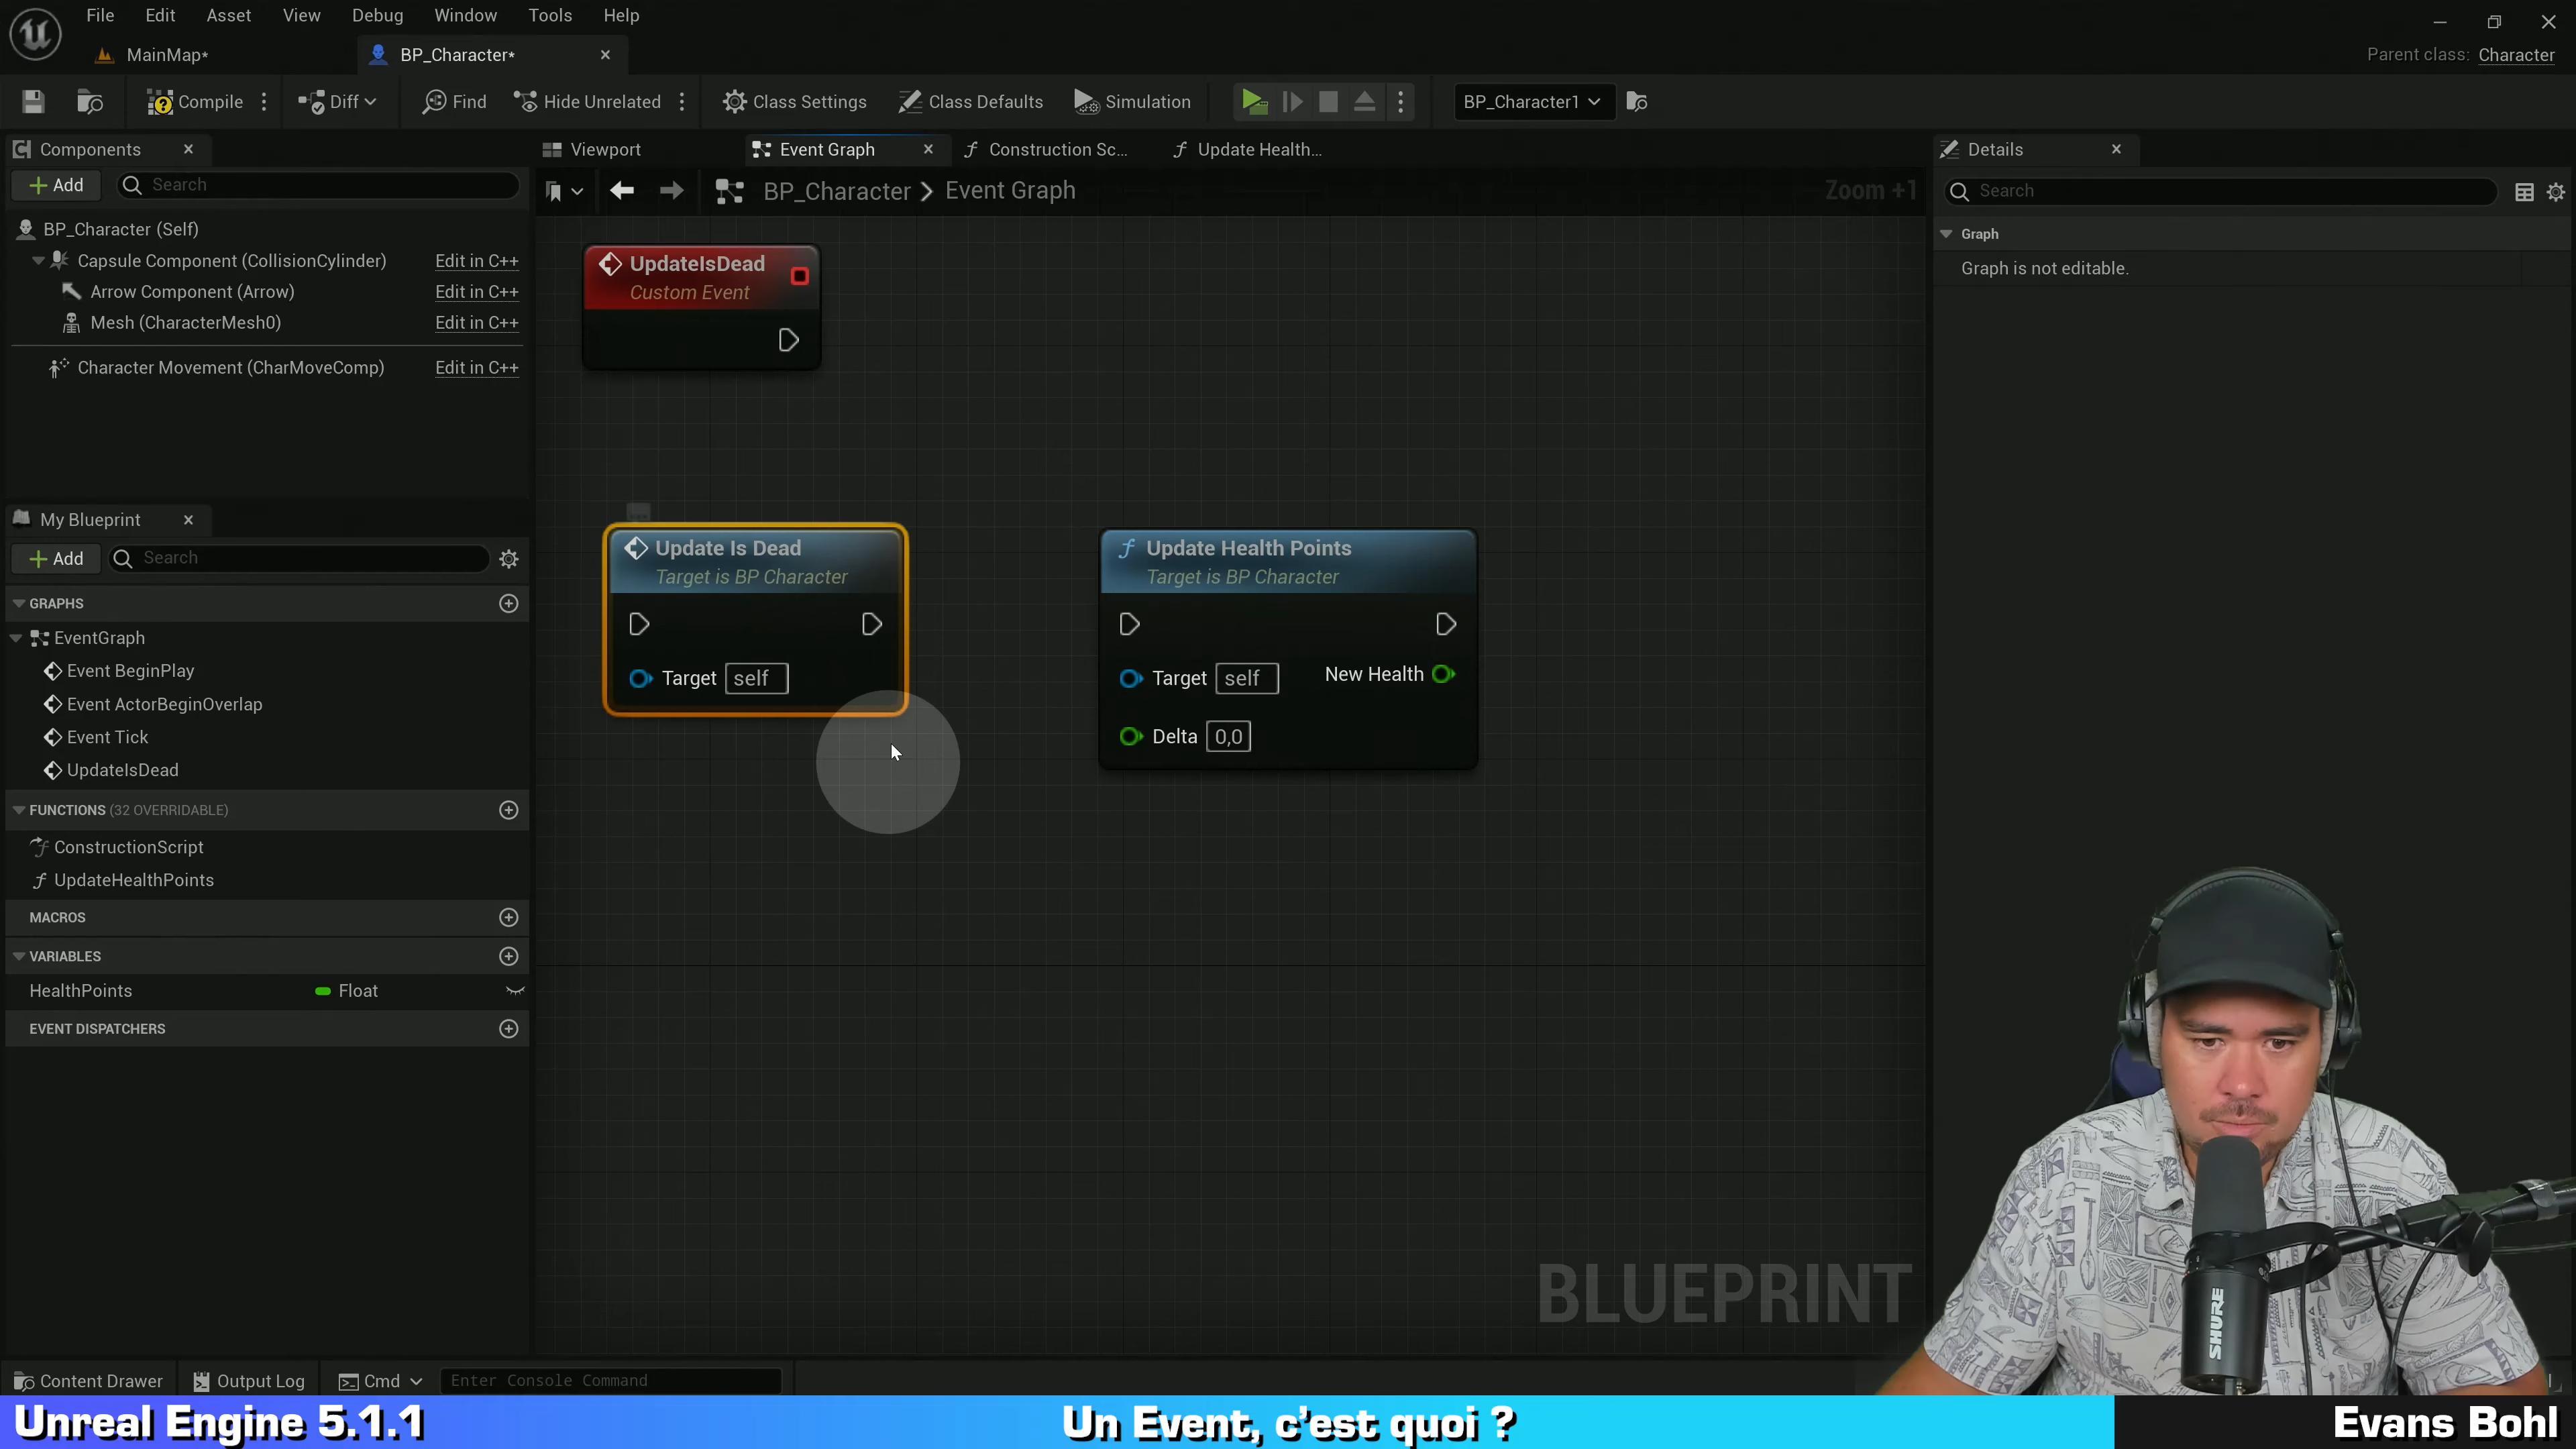 File Edit Asset View Debug Window Tools Help
MainMap* BP_Character*
Parent class: Character
Compile Diff Find Hide Unrelated Class Settings Class Defaults Simulation BP_Character1
Components
Viewport Event Graph Construction Sc... Update Health...
Details
Add Search
BP_Character > Event Graph
Zoom +1
Search
BP_Character (Self)
Graph
Capsule Component (CollisionCylinder) Edit in C++
Graph is not editable.
Arrow Component (Arrow) Edit in C++
Mesh (CharacterMesh0) Edit in C++
Character Movement (CharMoveComp) Edit in C++
UpdateIsDead
Custom Event
My Blueprint
Add Search
GRAPHS
EventGraph
Event BeginPlay
Event ActorBeginOverlap
Event Tick
UpdateIsDead
FUNCTIONS (32 OVERRIDABLE)
ConstructionScript
UpdateHealthPoints
MACROS
VARIABLES
HealthPoints Float
EVENT DISPATCHERS
Update Is Dead
Target is BP Character
Target self
Update Health Points
Target is BP Character
Target self New Health
Delta 0,0
BLUEPRINT
SHURE
Content Drawer Output Log Cmd Enter Console Command
Unreal Engine 5.1.1
Un Event, c'est quoi ?
Evans Bohl